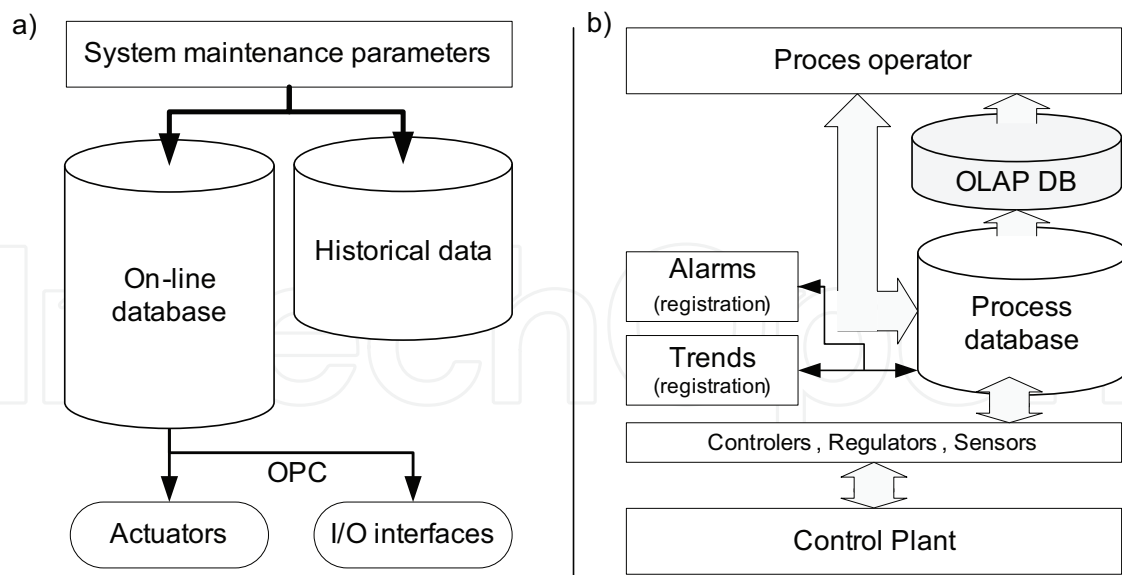 a)
System maintenance parameters
On-line
database
Historical data
OPC
Actuators
I/O interfaces
b)
Proces operator
OLAP DB
Alarms
(registration)
Process
database
Trends
(registration)
Controlers , Regulators , Sensors
Control Plant